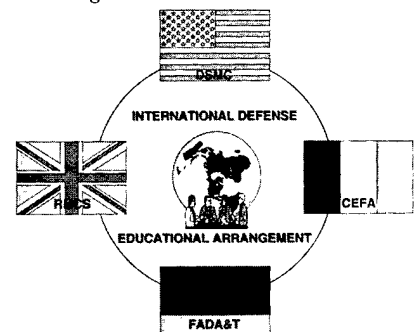 DSMC
INTERNATIONAL DEFENSE
RMCS
CEFA
EDUCATIONAL ARRANGEMENT
FADA&T